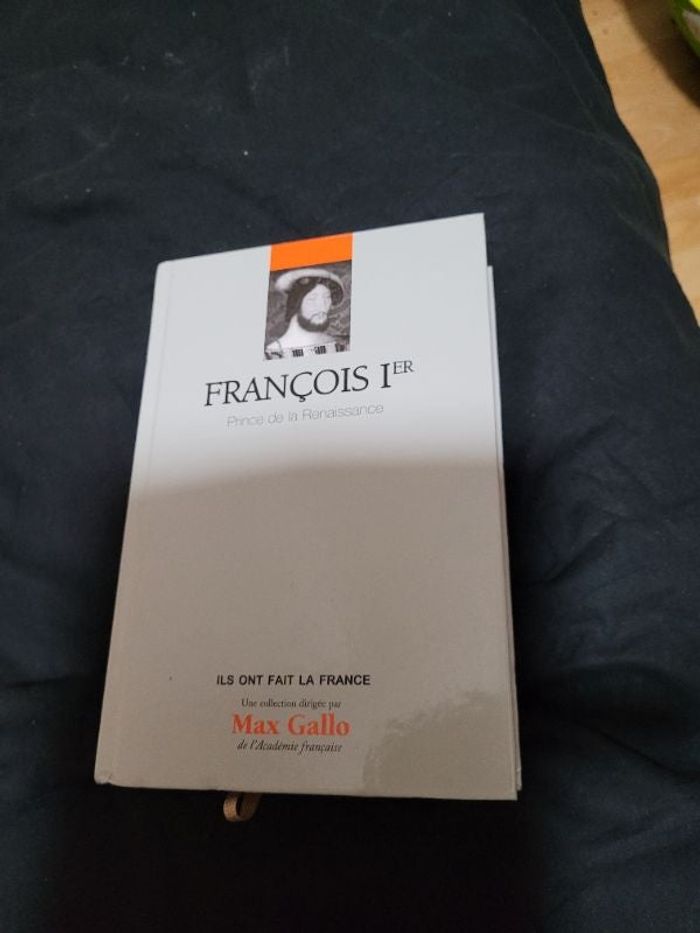 FRANÇOIS IER
Prince de la Renaissance
ILS ONT FAIT LA FRANCE
Une collection dirigée par
Max Gallo
de l'Académie française